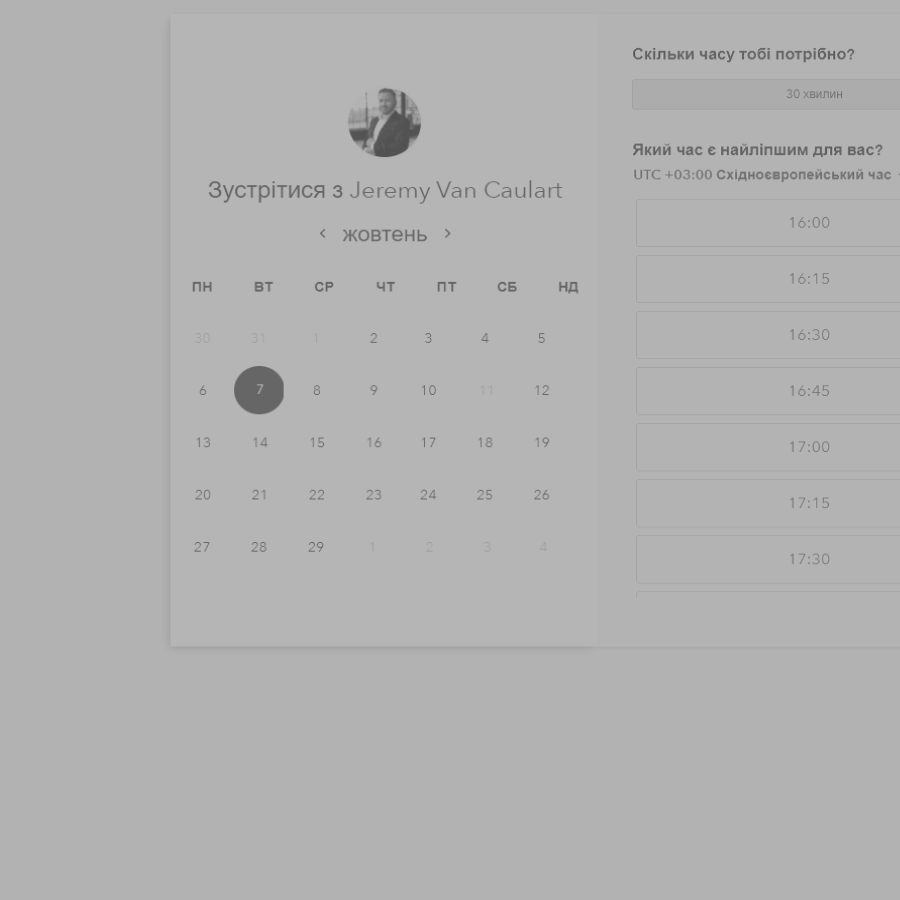 Зустрітися з Jeremy Van Caulart
‹ жовтень ›
ПН ВТ СР ЧТ ПТ СБ НД
30 31 1 2 3 4 5
6 7 8 9 10 11 12
13 14 15 16 17 18 19
20 21 22 23 24 25 26
27 28 29 1 2 3 4
Скільки часу тобі потрібно?
30 хвилин
Який час є найліпшим для вас?
UTC +03:00 Східноєвропейський час
16:00
16:15
16:30
16:45
17:00
17:15
17:30